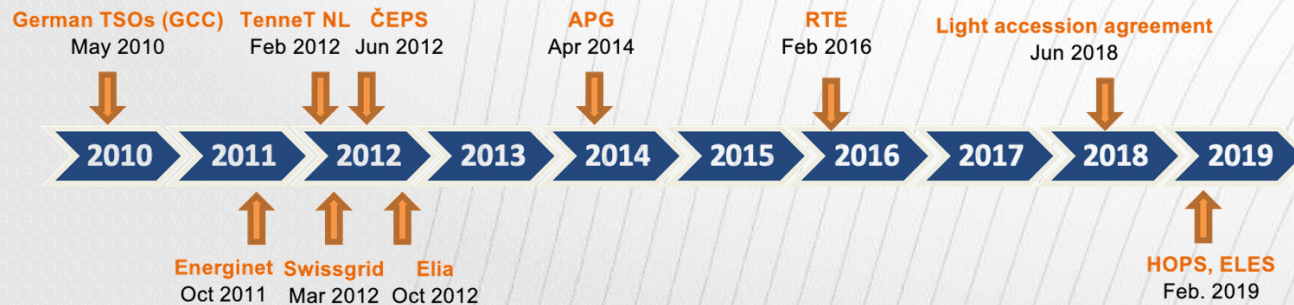 German TSOs (GCC) TenneT NL ČEPS APG RTE Light accession agreement
May 2010 Feb 2012 Jun 2012 Apr 2014 Feb 2016 Jun 2018
2010 2011 2012 2013 2014 2015 2016 2017 2018 2019
Energinet Swissgrid Elia HOPS, ELES
Oct 2011 Mar 2012 Oct 2012 Feb. 2019